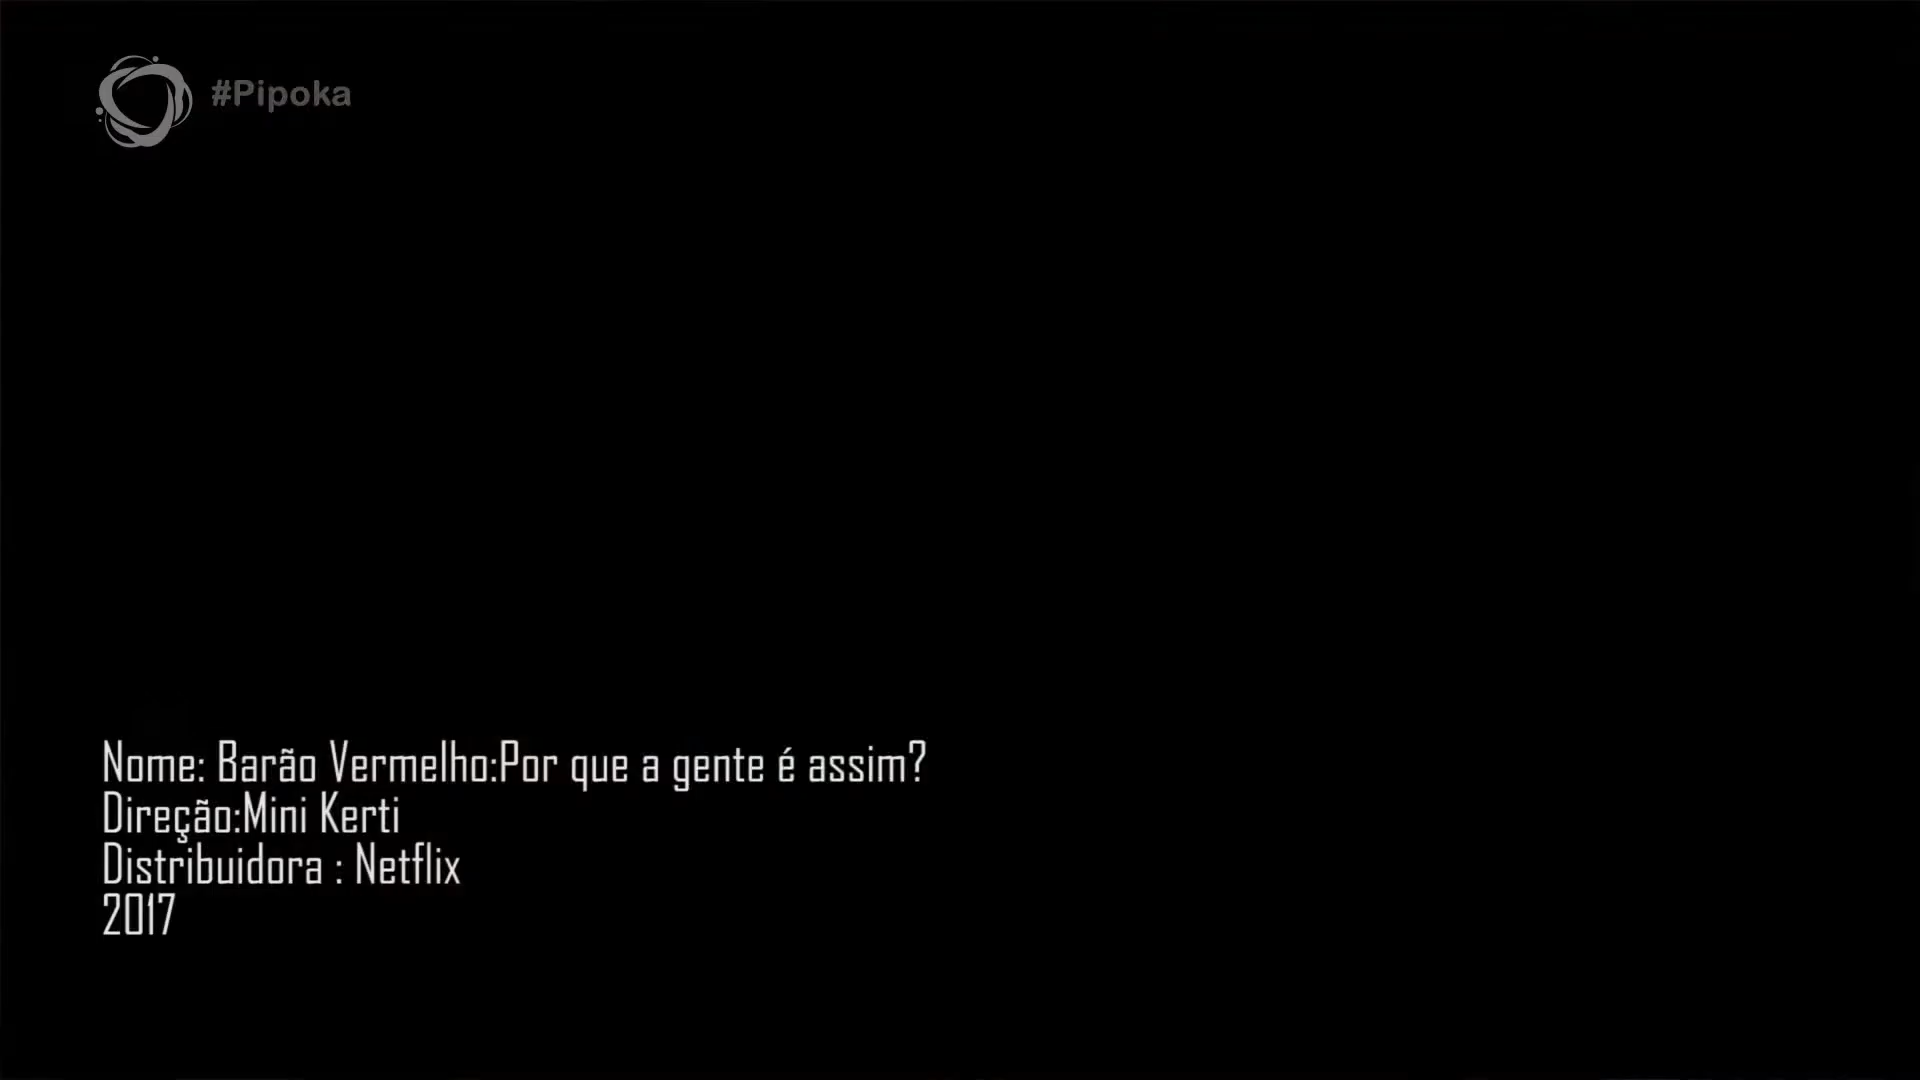 #Pipoka
Nome: Barão Vermelho:Por que a gente é assim?
Direção:Mini Kerti
Distribuidora : Netflix
2017